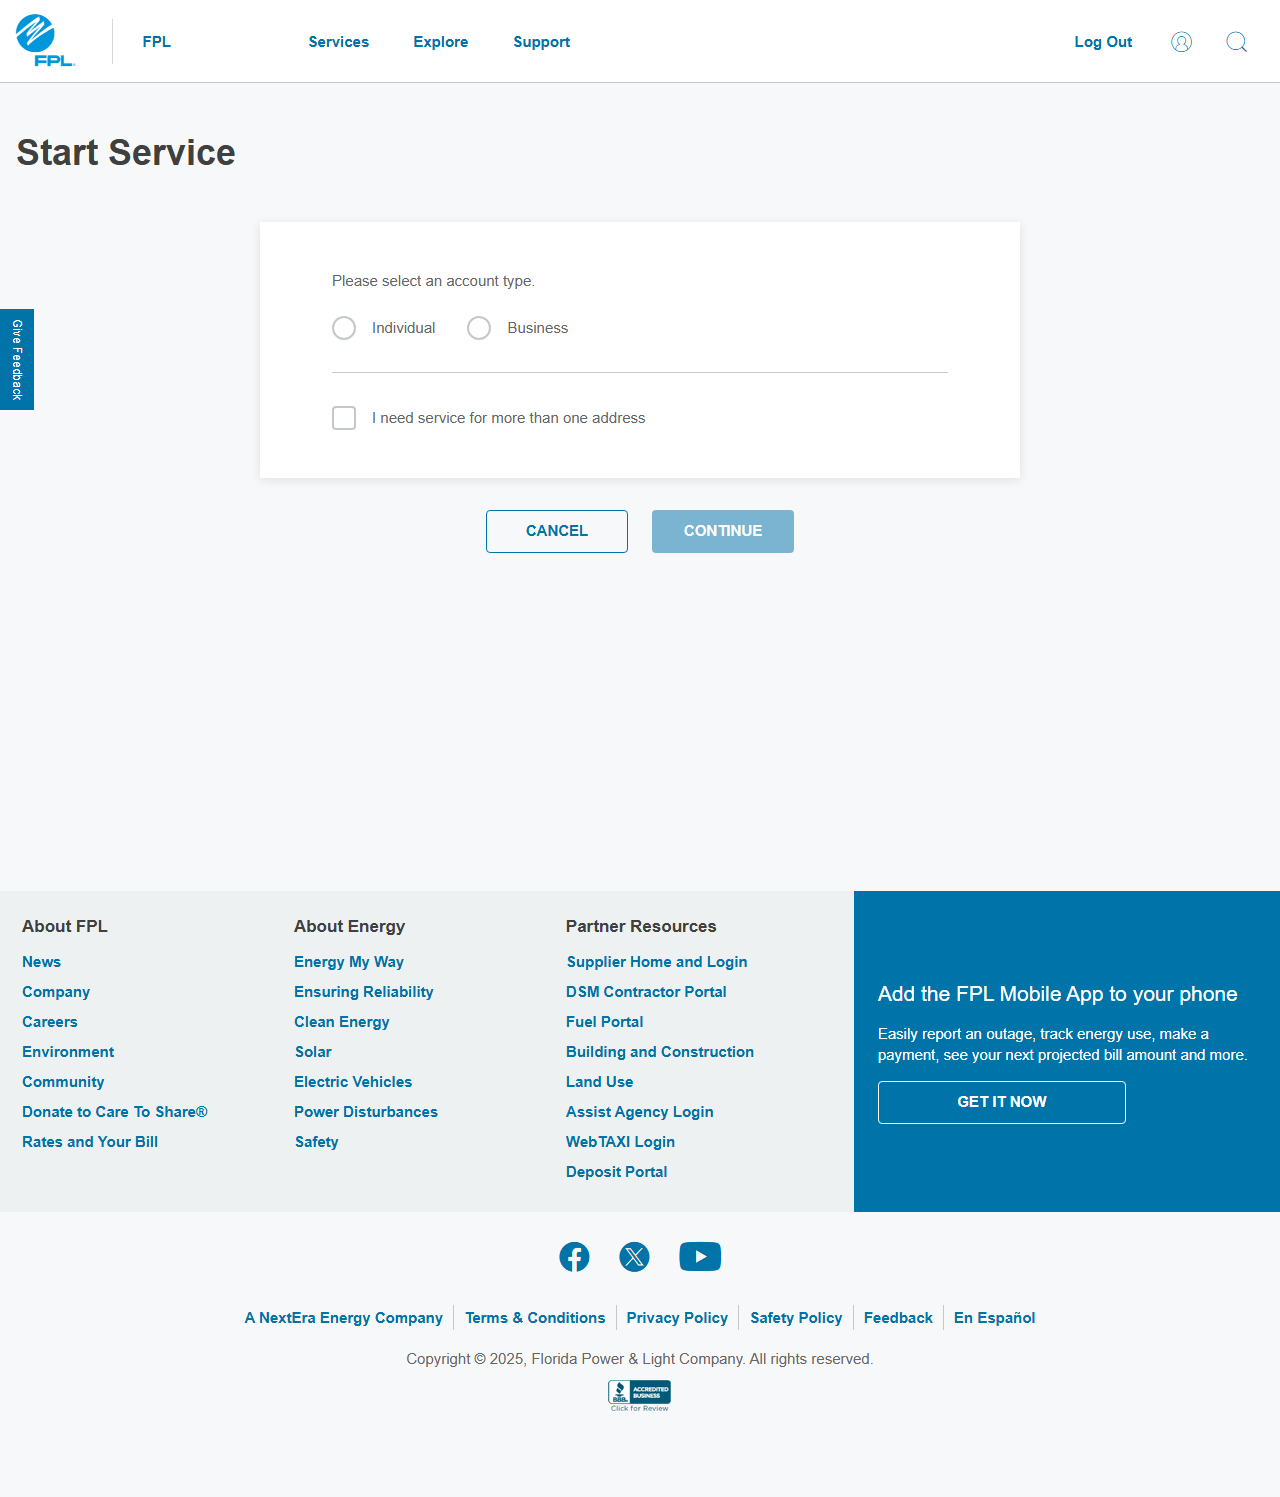 FPL
FPL Services Explore Support Log Out
Start Service
Please select an account type.
Individual Business
Give Feedback
I need service for more than one address
CANCEL CONTINUE
About FPL
News
Company
Careers
Environment
Community
Donate to Care To Share®
Rates and Your Bill
About Energy
Energy My Way
Ensuring Reliability
Clean Energy
Solar
Electric Vehicles
Power Disturbances
Safety
Partner Resources
Supplier Home and Login
DSM Contractor Portal
Fuel Portal
Building and Construction
Land Use
Assist Agency Login
WebTAXI Login
Deposit Portal
Add the FPL Mobile App to your phone
Easily report an outage, track energy use, make a
payment, see your next projected bill amount and more.
GET IT NOW
A NextEra Energy Company Terms & Conditions Privacy Policy Safety Policy Feedback En Español
Copyright © 2025, Florida Power & Light Company. All rights reserved.
BBB. ACCREDITED
BUSINESS
Click for Review